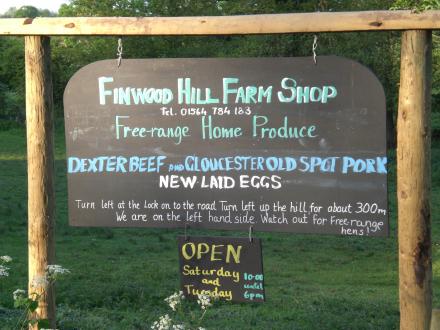 FINWOOD HILL FARM SHOP
Tel. 01564 784 183
Free-range Home Produce
DEXTER BEEF AND GLOUCESTER OLD SPOT PORK
NEW LAID EGGS
Turn left at the lock on to the road Turn left up the hill for about 300m
We are on the left hand side. Watch out for Free range
hens!
OPEN
Saturday
and
Tuesday
10-00
until
6pm